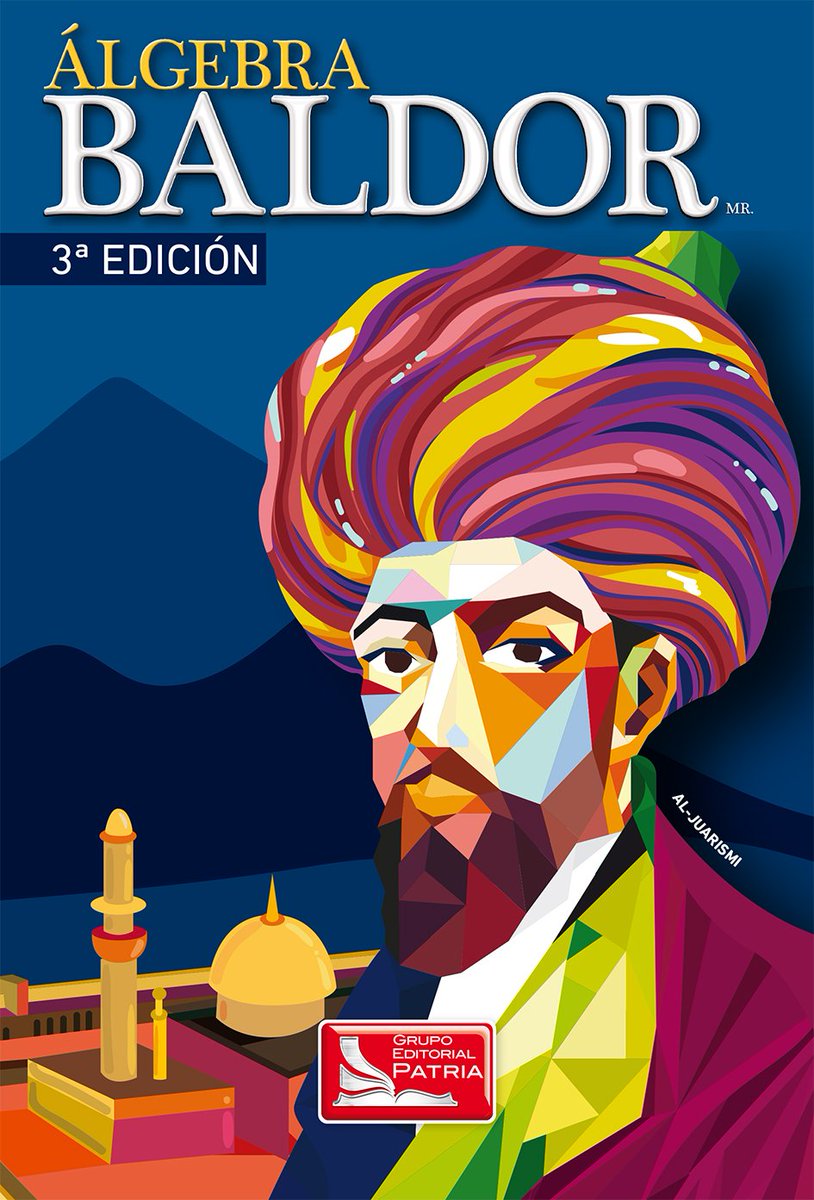 ÁLGEBRA
BALDOR MR.
3ª EDICIÓN
AL-JUARISMI
GRUPO
EDITORIAL
PATRIA